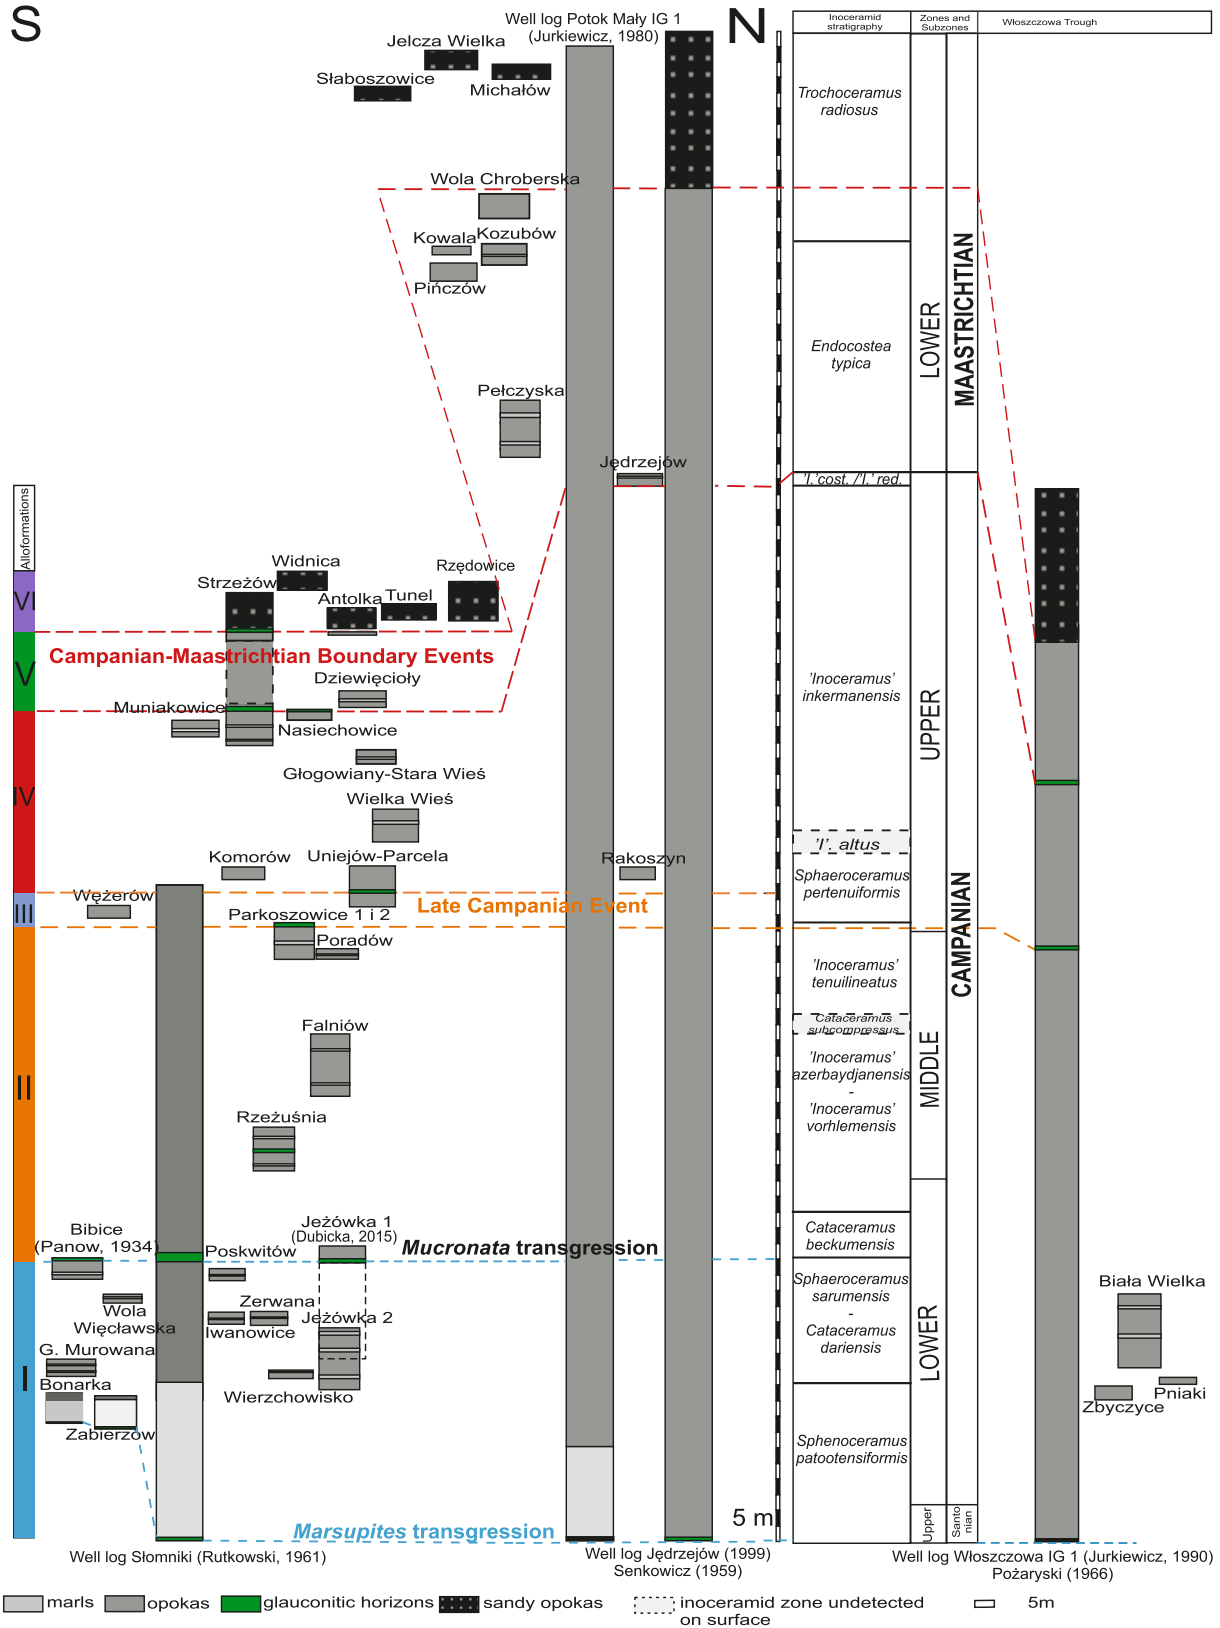 S
Well log Potok Mały IG 1
(Jurkiewicz, 1980)
N
Inoceramid
stratigraphy
Zones and
Subzones
Włoszczowa Trough
Jelcza Wielka
Słaboszowice
Michałów
Trochoceramus
radiosus
Wola Chroberska
Kowala
Kozubów
Pińczów
Endocostea
typica
LOWER
MAASTRICHTIAN
Pełczyska
Jędrzejów
'I.'cost. /'I.' red.
Alloformations
VI
V
IV
III
II
I
Widnica
Strzeżów
Antolka
Tunel
Rzędowice
Campanian-Maastrichtian Boundary Events
Dziewięcioły
Muniakowice
Nasiechowice
Głogowiany-Stara Wieś
Wielka Wieś
'Inoceramus'
inkermanensis
UPPER
'I'. altus
Komorów
Uniejów-Parcela
Rakoszyn
Sphaeroceramus
pertenuiformis
Wężerów
Late Campanian Event
Parkoszowice 1 i 2
Poradów
CAMPANIAN
'Inoceramus'
tenuilineatus
Cataceramus
subcompressus
Falniów
'Inoceramus'
azerbaydjanensis
-
'Inoceramus'
vorhlemensis
MIDDLE
Rzeżuśnia
Bibice
(Panow, 1934)
Poskwitów
Jeżówka 1
(Dubicka, 2015)
Mucronata transgression
Cataceramus
beckumensis
Wola
Więcławska
Zerwana
Iwanowice
Jeżówka 2
Sphaeroceramus
sarumensis
-
Cataceramus
dariensis
LOWER
Biała Wielka
G. Murowana
Bonarka
Zabierzów
Wierzchowisko
Pniaki
Zbyczyce
Sphenoceramus
patootensiformis
5 m
Upper
Santo
nian
Marsupites transgression
Well log Słomniki (Rutkowski, 1961)
Well log Jędrzejów (1999)
Senkowicz (1959)
Well log Włoszczowa IG 1 (Jurkiewicz, 1990)
Pożaryski (1966)
marls
opokas
glauconitic horizons
sandy opokas
inoceramid zone undetected
on surface
5m